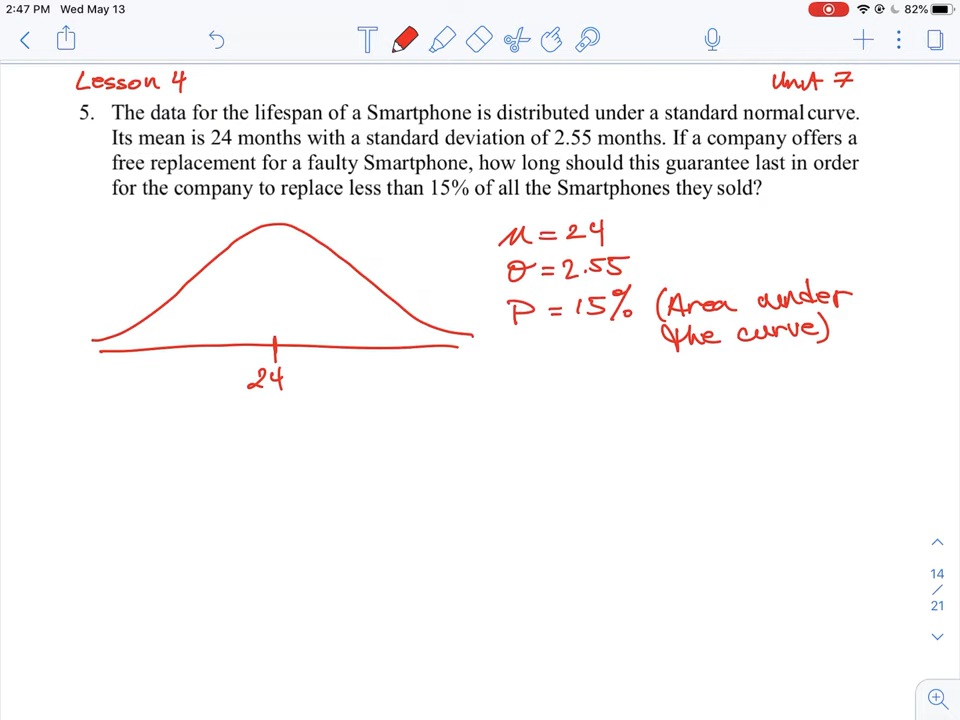 2:47 PM Wed May 13 82%
T
Lesson 4 Unit 7
5. The data for the lifespan of a Smartphone is distributed under a standard normal curve.
Its mean is 24 months with a standard deviation of 2.55 months. If a company offers a
free replacement for a faulty Smartphone, how long should this guarantee last in order
for the company to replace less than 15% of all the Smartphones they sold?
μ = 24
σ = 2.55
P = 15% (Area under
the curve)
24
14
/
21